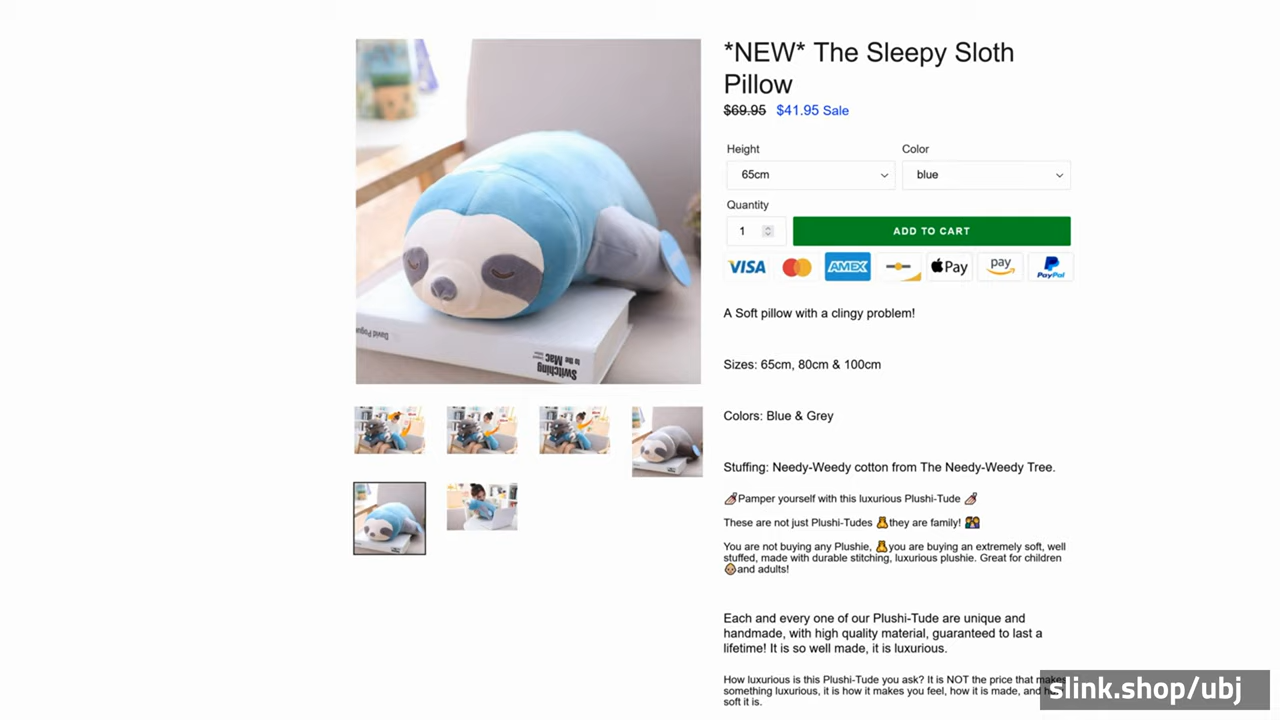 *NEW* The Sleepy Sloth
Pillow
$69.95 $41.95 Sale
Height
Color
65cm
blue
Quantity
1
ADD TO CART
VISA
AMEX
Pay
pay
PayPal
A Soft pillow with a clingy problem!
Sizes: 65cm, 80cm & 100cm
David Pogue
Switching
to the Mac
Colors: Blue & Grey
Stuffing: Needy-Weedy cotton from The Needy-Weedy Tree.
💅Pamper yourself with this luxurious Plushi-Tude 💅
These are not just Plushi-Tudes 🧸they are family! 👪
You are not buying any Plushie, 🧸you are buying an extremely soft, well
stuffed, made with durable stitching, luxurious plushie. Great for children
👶and adults!
Each and every one of our Plushi-Tude are unique and
handmade, with high quality material, guaranteed to last a
lifetime! It is so well made, it is luxurious.
How luxurious is this Plushi-Tude you ask? It is NOT the price that makes
something luxurious, it is how it makes you feel, how it is made, and
soft it is.
slink.shop/ubj